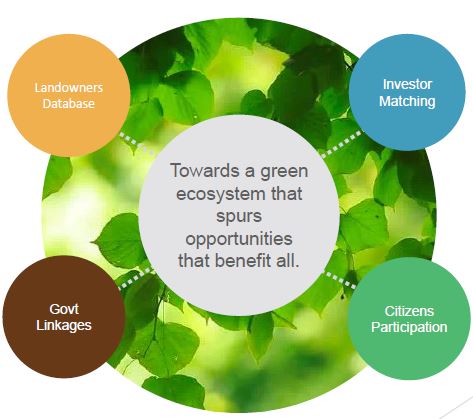 Landowners
Database
Investor
Matching
Towards a green
ecosystem that
spurs
opportunities
that benefit all.
Govt
Linkages
Citizens
Participation